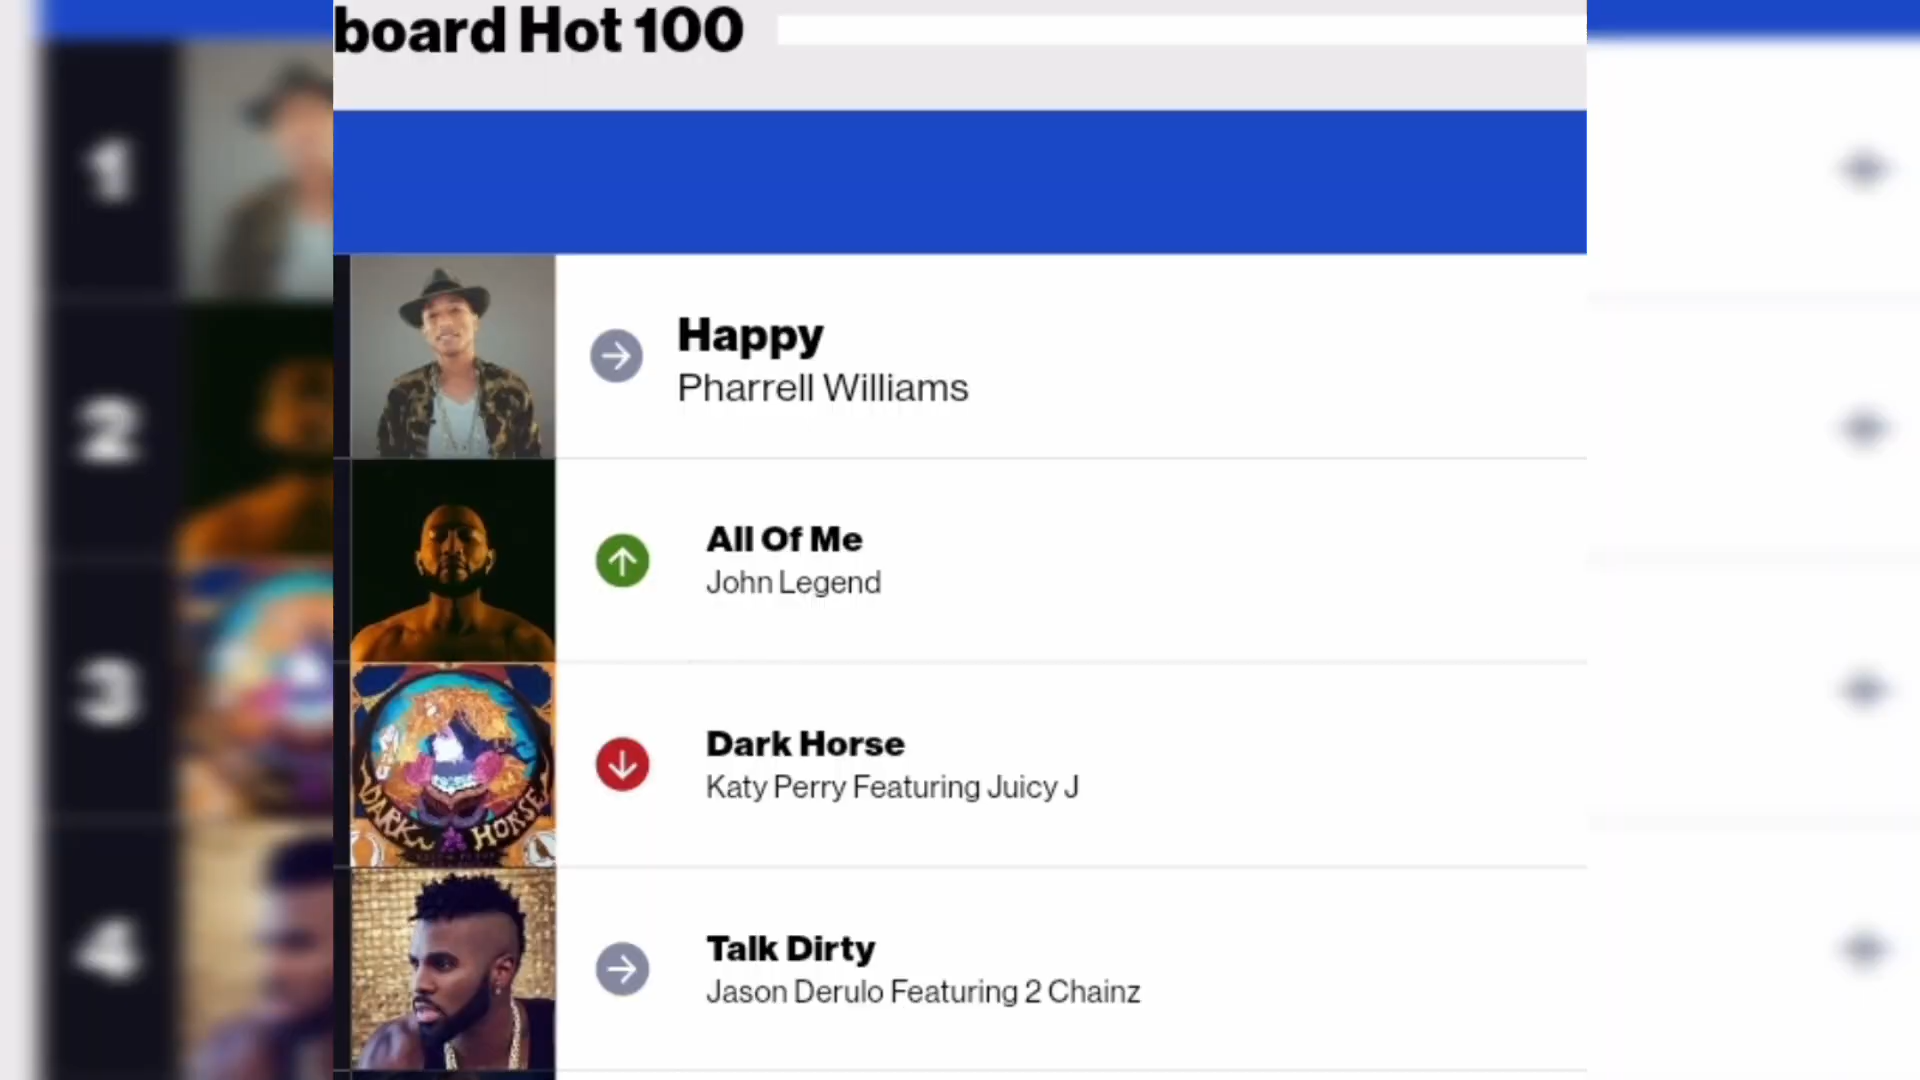 board Hot 100
1
Happy
Pharrell Williams
2
All Of Me
John Legend
3
Dark Horse
Katy Perry Featuring Juicy J
DARK HORSE
4
Talk Dirty
Jason Derulo Featuring 2 Chainz